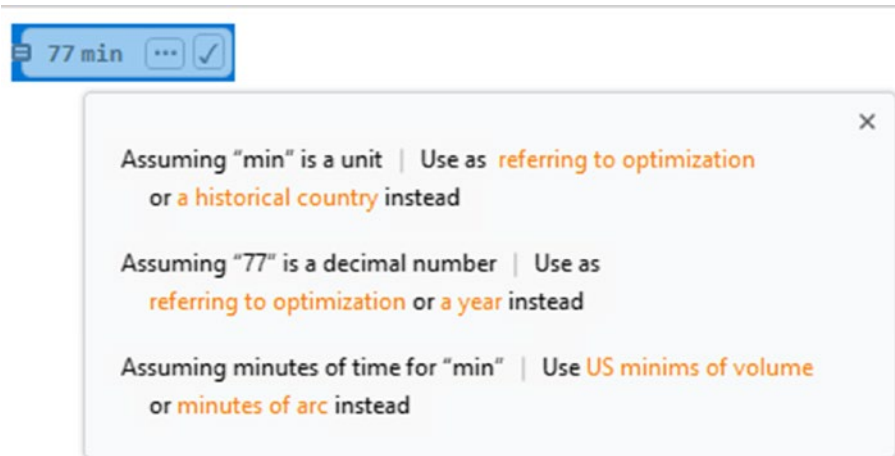 77 min ... ✓
×
Assuming “min” is a unit | Use as referring to optimization
or a historical country instead
Assuming “77” is a decimal number | Use as
referring to optimization or a year instead
Assuming minutes of time for “min” | Use US minims of volume
or minutes of arc instead